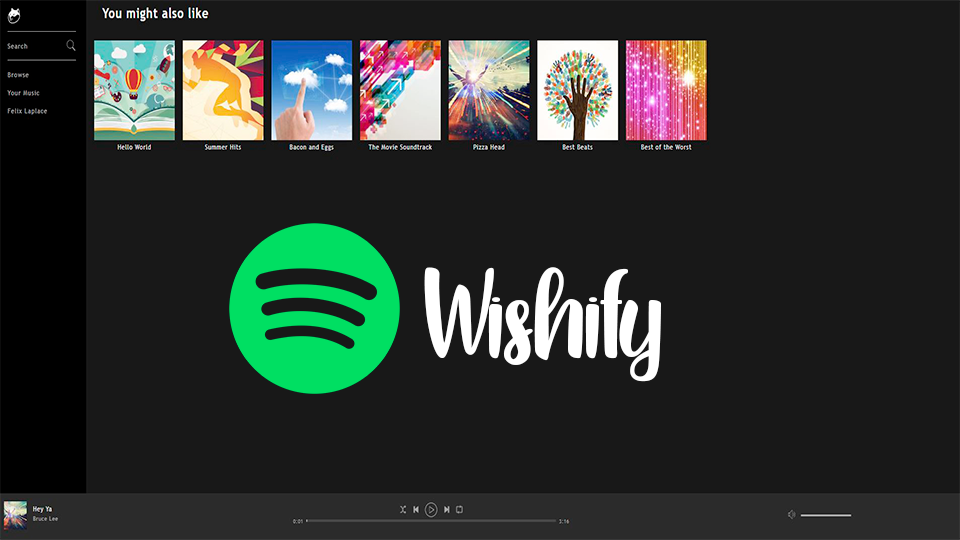 You might also like
Search
Browse
Your Music
Felix Laplace
Hello World
Summer Hits
Bacon and Eggs
The Movie Soundtrack
Pizza Head
Best Beats
Best of the Worst
Wishify
Hey Ya
Bruce Lee
0:01
3:16